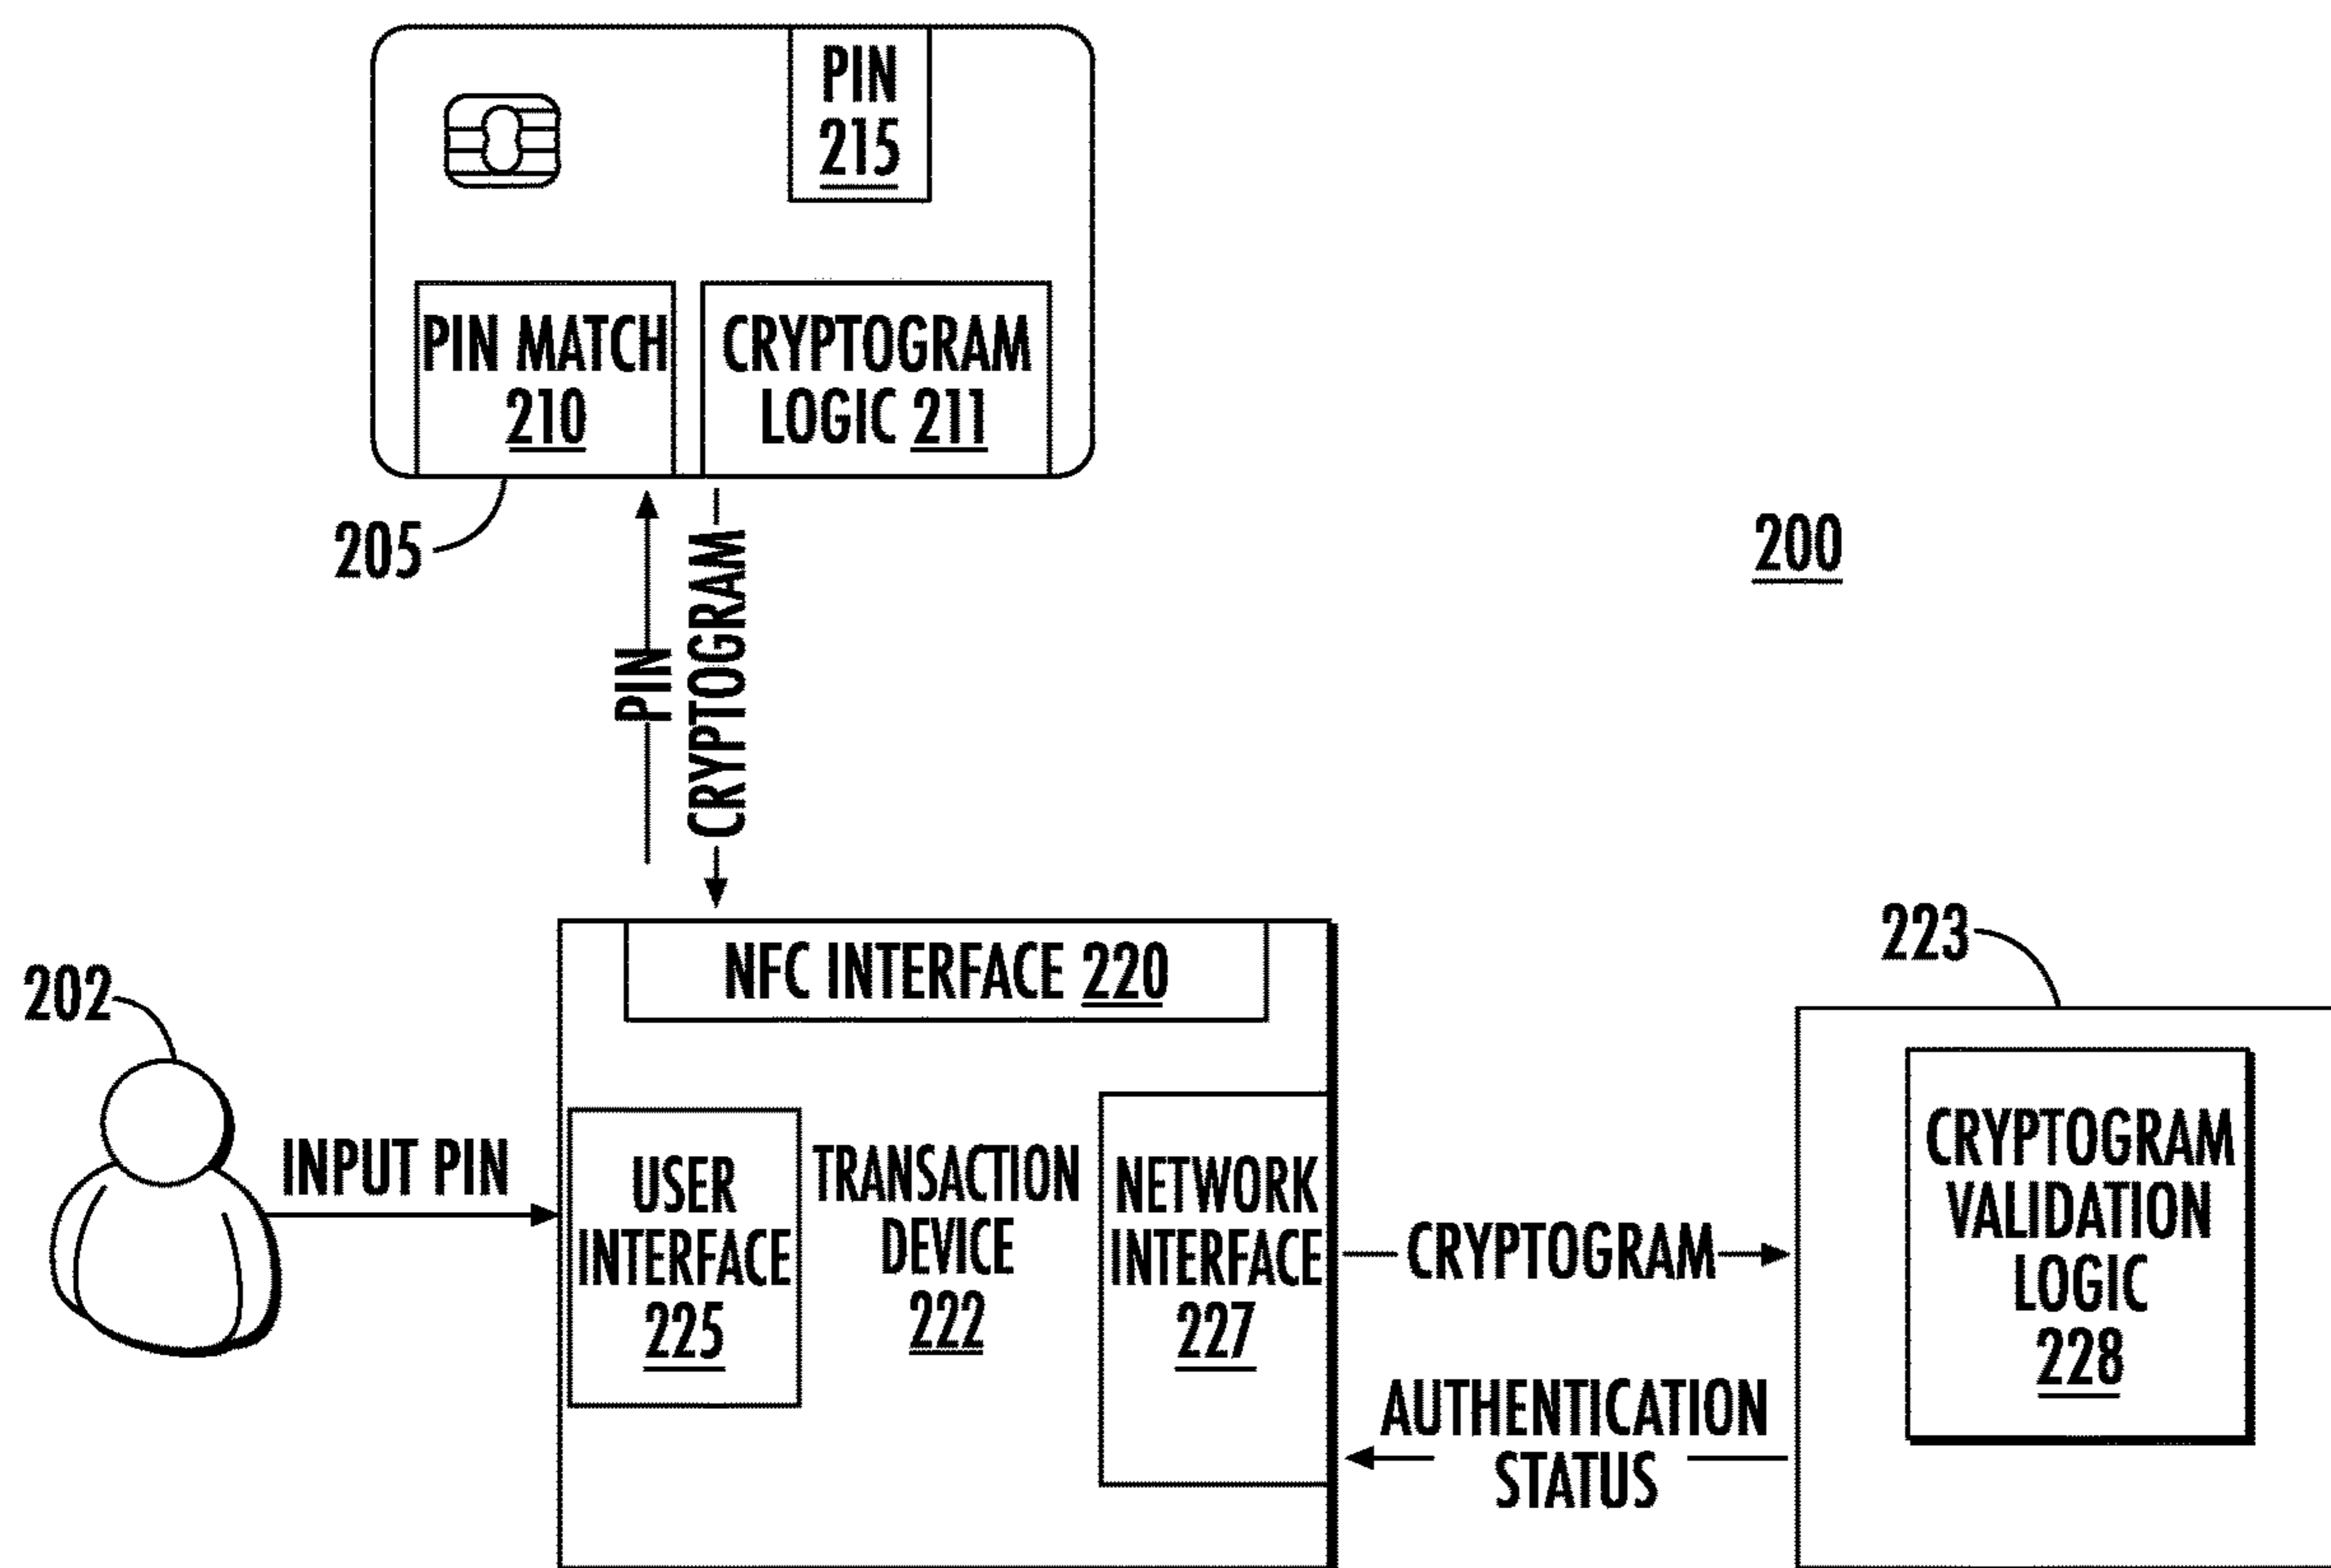 PIN
215
PIN MATCH
210
CRYPTOGRAM
LOGIC 211
205
200
PIN
CRYPTOGRAM
223
202
NFC INTERFACE 220
INPUT PIN
USER
INTERFACE
225
TRANSACTION
DEVICE
222
NETWORK
INTERFACE
227
CRYPTOGRAM
AUTHENTICATION
STATUS
CRYPTOGRAM
VALIDATION
LOGIC
228